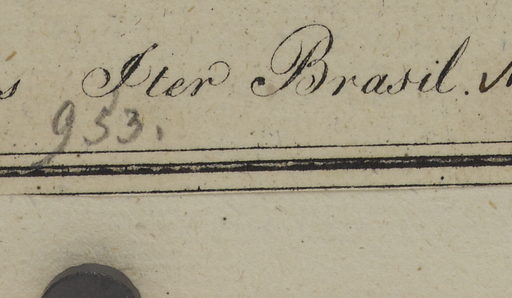 s Iter Brasil.
953.